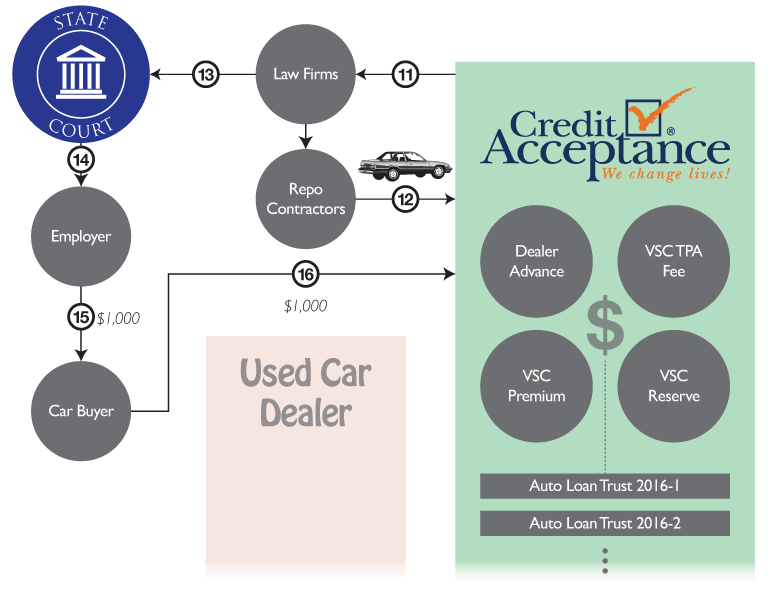 STATE
COURT
13
Law Firms
11
Credit
Acceptance
®
We change lives!
14
Repo
Contractors
12
Employer
Dealer
Advance
VSC TPA
Fee
16
$1,000
15
$1,000
$
Used Car
Dealer
Car Buyer
VSC
Premium
VSC
Reserve
Auto Loan Trust 2016-1
Auto Loan Trust 2016-2